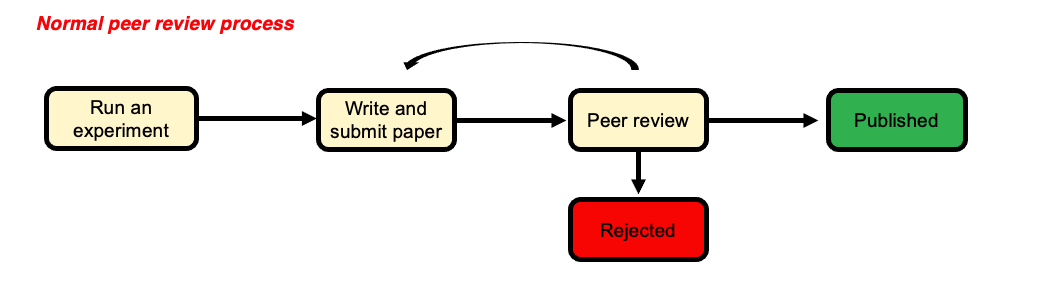 Normal peer review process
Run an
experiment
Write and
submit paper
Peer review
Published
Rejected